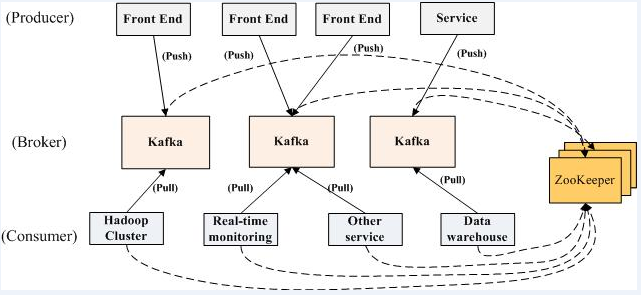 (Producer)
Front End
Front End
Front End
Service
(Push)
(Push)
(Push)
(Push)
(Broker)
Kafka
Kafka
Kafka
ZooKeeper
(Pull)
(Pull)
(Pull)
(Pull)
(Consumer)
Hadoop
Cluster
Real-time
monitoring
Other
service
Data
warehouse